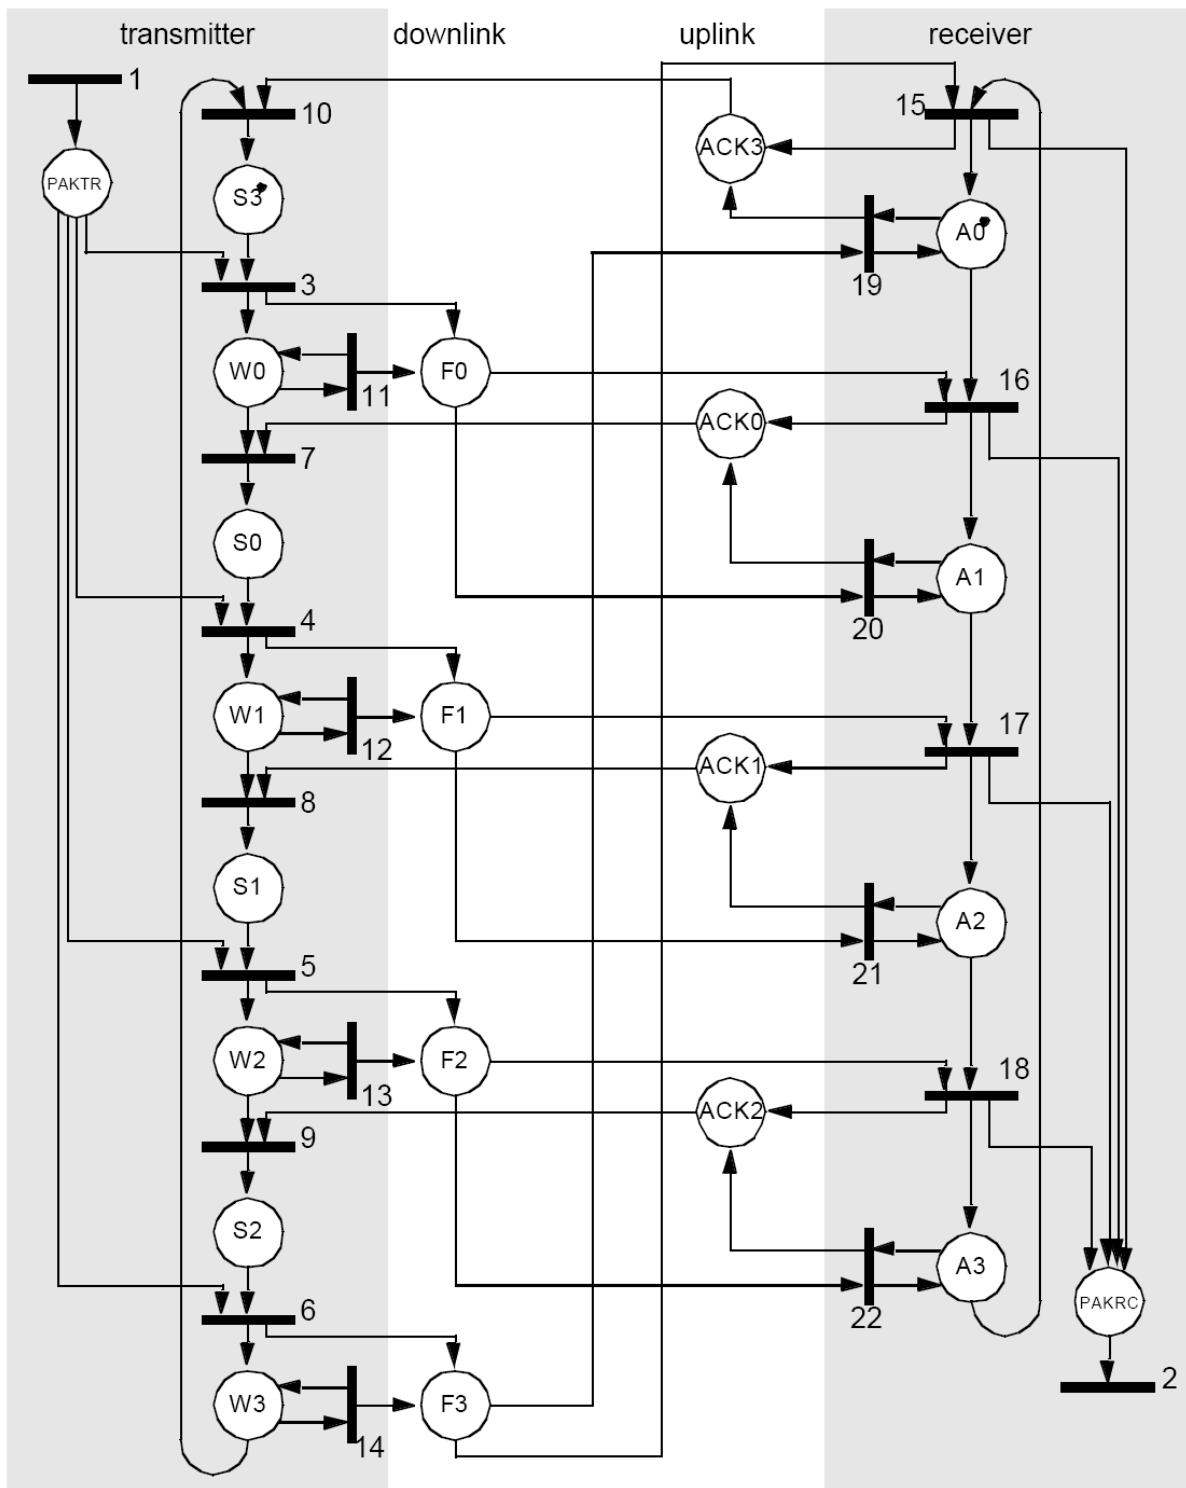 transmitter downlink uplink receiver
1
10
15
ACK3
PAKTR
S3
A0
3
19
W0
F0
11
16
ACK0
7
S0
A1
4
20
W1
F1
17
12
ACK1
8
S1
A2
5
21
W2
F2
18
13
ACK2
9
S2
A3
6
PAKRC
22
2
W3
F3
14